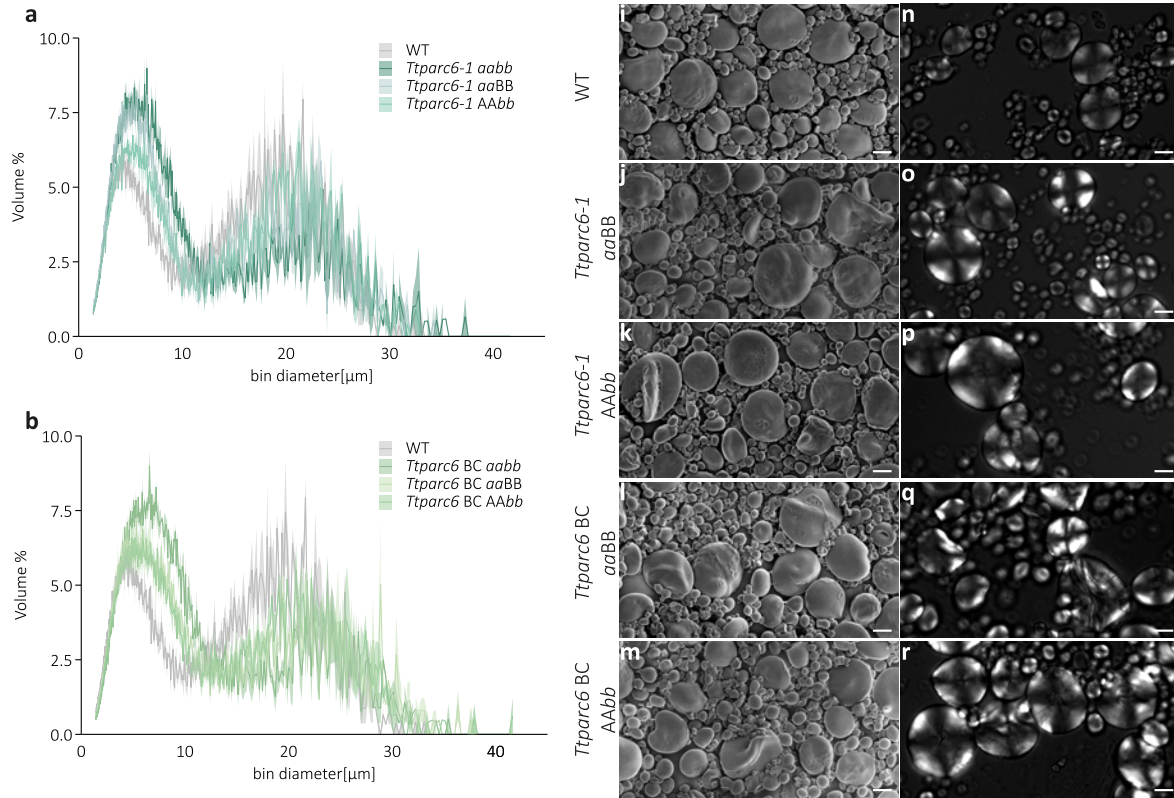 a
10.0
7.5
5.0
2.5
0.0
Volume %
0
10
20
30
40
bin diameter[µm]
WT
Ttparc6-1 aabb
Ttparc6-1 aaBB
Ttparc6-1 AAbb
b
10.0
7.5
5.0
2.5
0.0
Volume %
0
10
20
30
40
bin diameter[µm]
WT
Ttparc6 BC aabb
Ttparc6 BC aaBB
Ttparc6 BC AAbb
WT
i
n
Ttparc6-1
aaBB
j
o
Ttparc6-1
AAbb
k
p
Ttparc6 BC
aaBB
l
q
Ttparc6 BC
AAbb
m
r